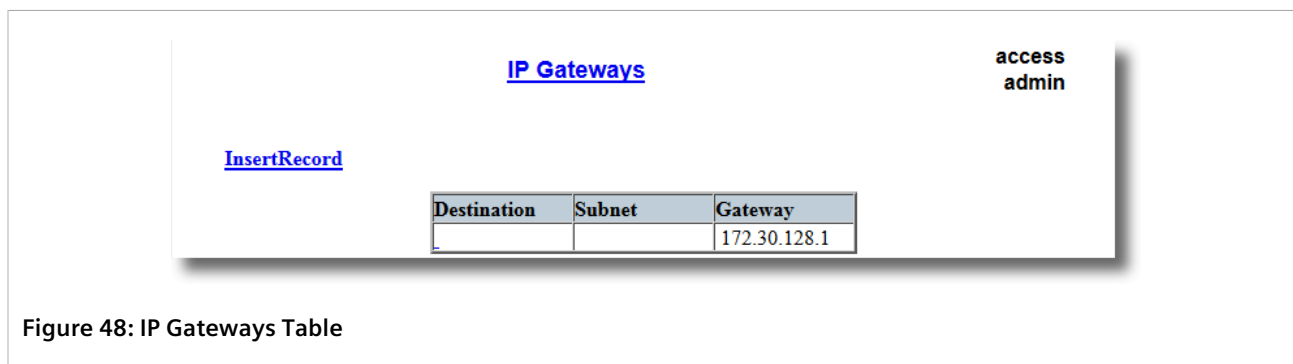 IP Gateways
access
admin
InsertRecord
Destination Subnet Gateway
172.30.128.1
Figure 48: IP Gateways Table